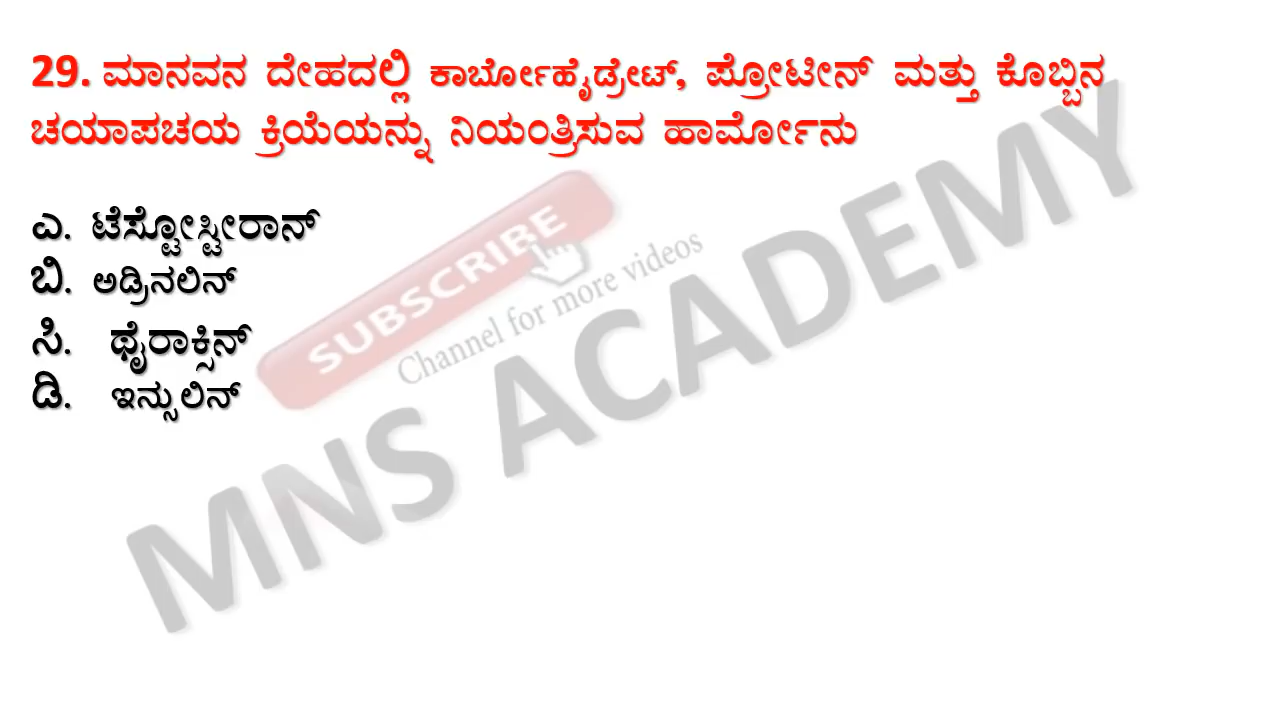 29. ಮಾನವನ ದೇಹದಲ್ಲಿ ಕಾರ್ಬೋಹೈಡ್ರೇಟ್, ಪ್ರೋಟೀನ್ ಮತ್ತು ಕೊಬ್ಬಿನ
ಚಯಾಪಚಯ ಕ್ರಿಯೆಯನ್ನು ನಿಯಂತ್ರಿಸುವ ಹಾರ್ಮೋನು
ಎ. ಟೆಸ್ಟೋಸ್ಟೀರಾನ್
ಬಿ. ಅಡ್ರಿನಲಿನ್
ಸಿ. ಥೈರಾಕ್ಸಿನ್
ಡಿ. ಇನ್ಸುಲಿನ್
SUBSCRIBE
Channel for more videos
MNS ACADEMY